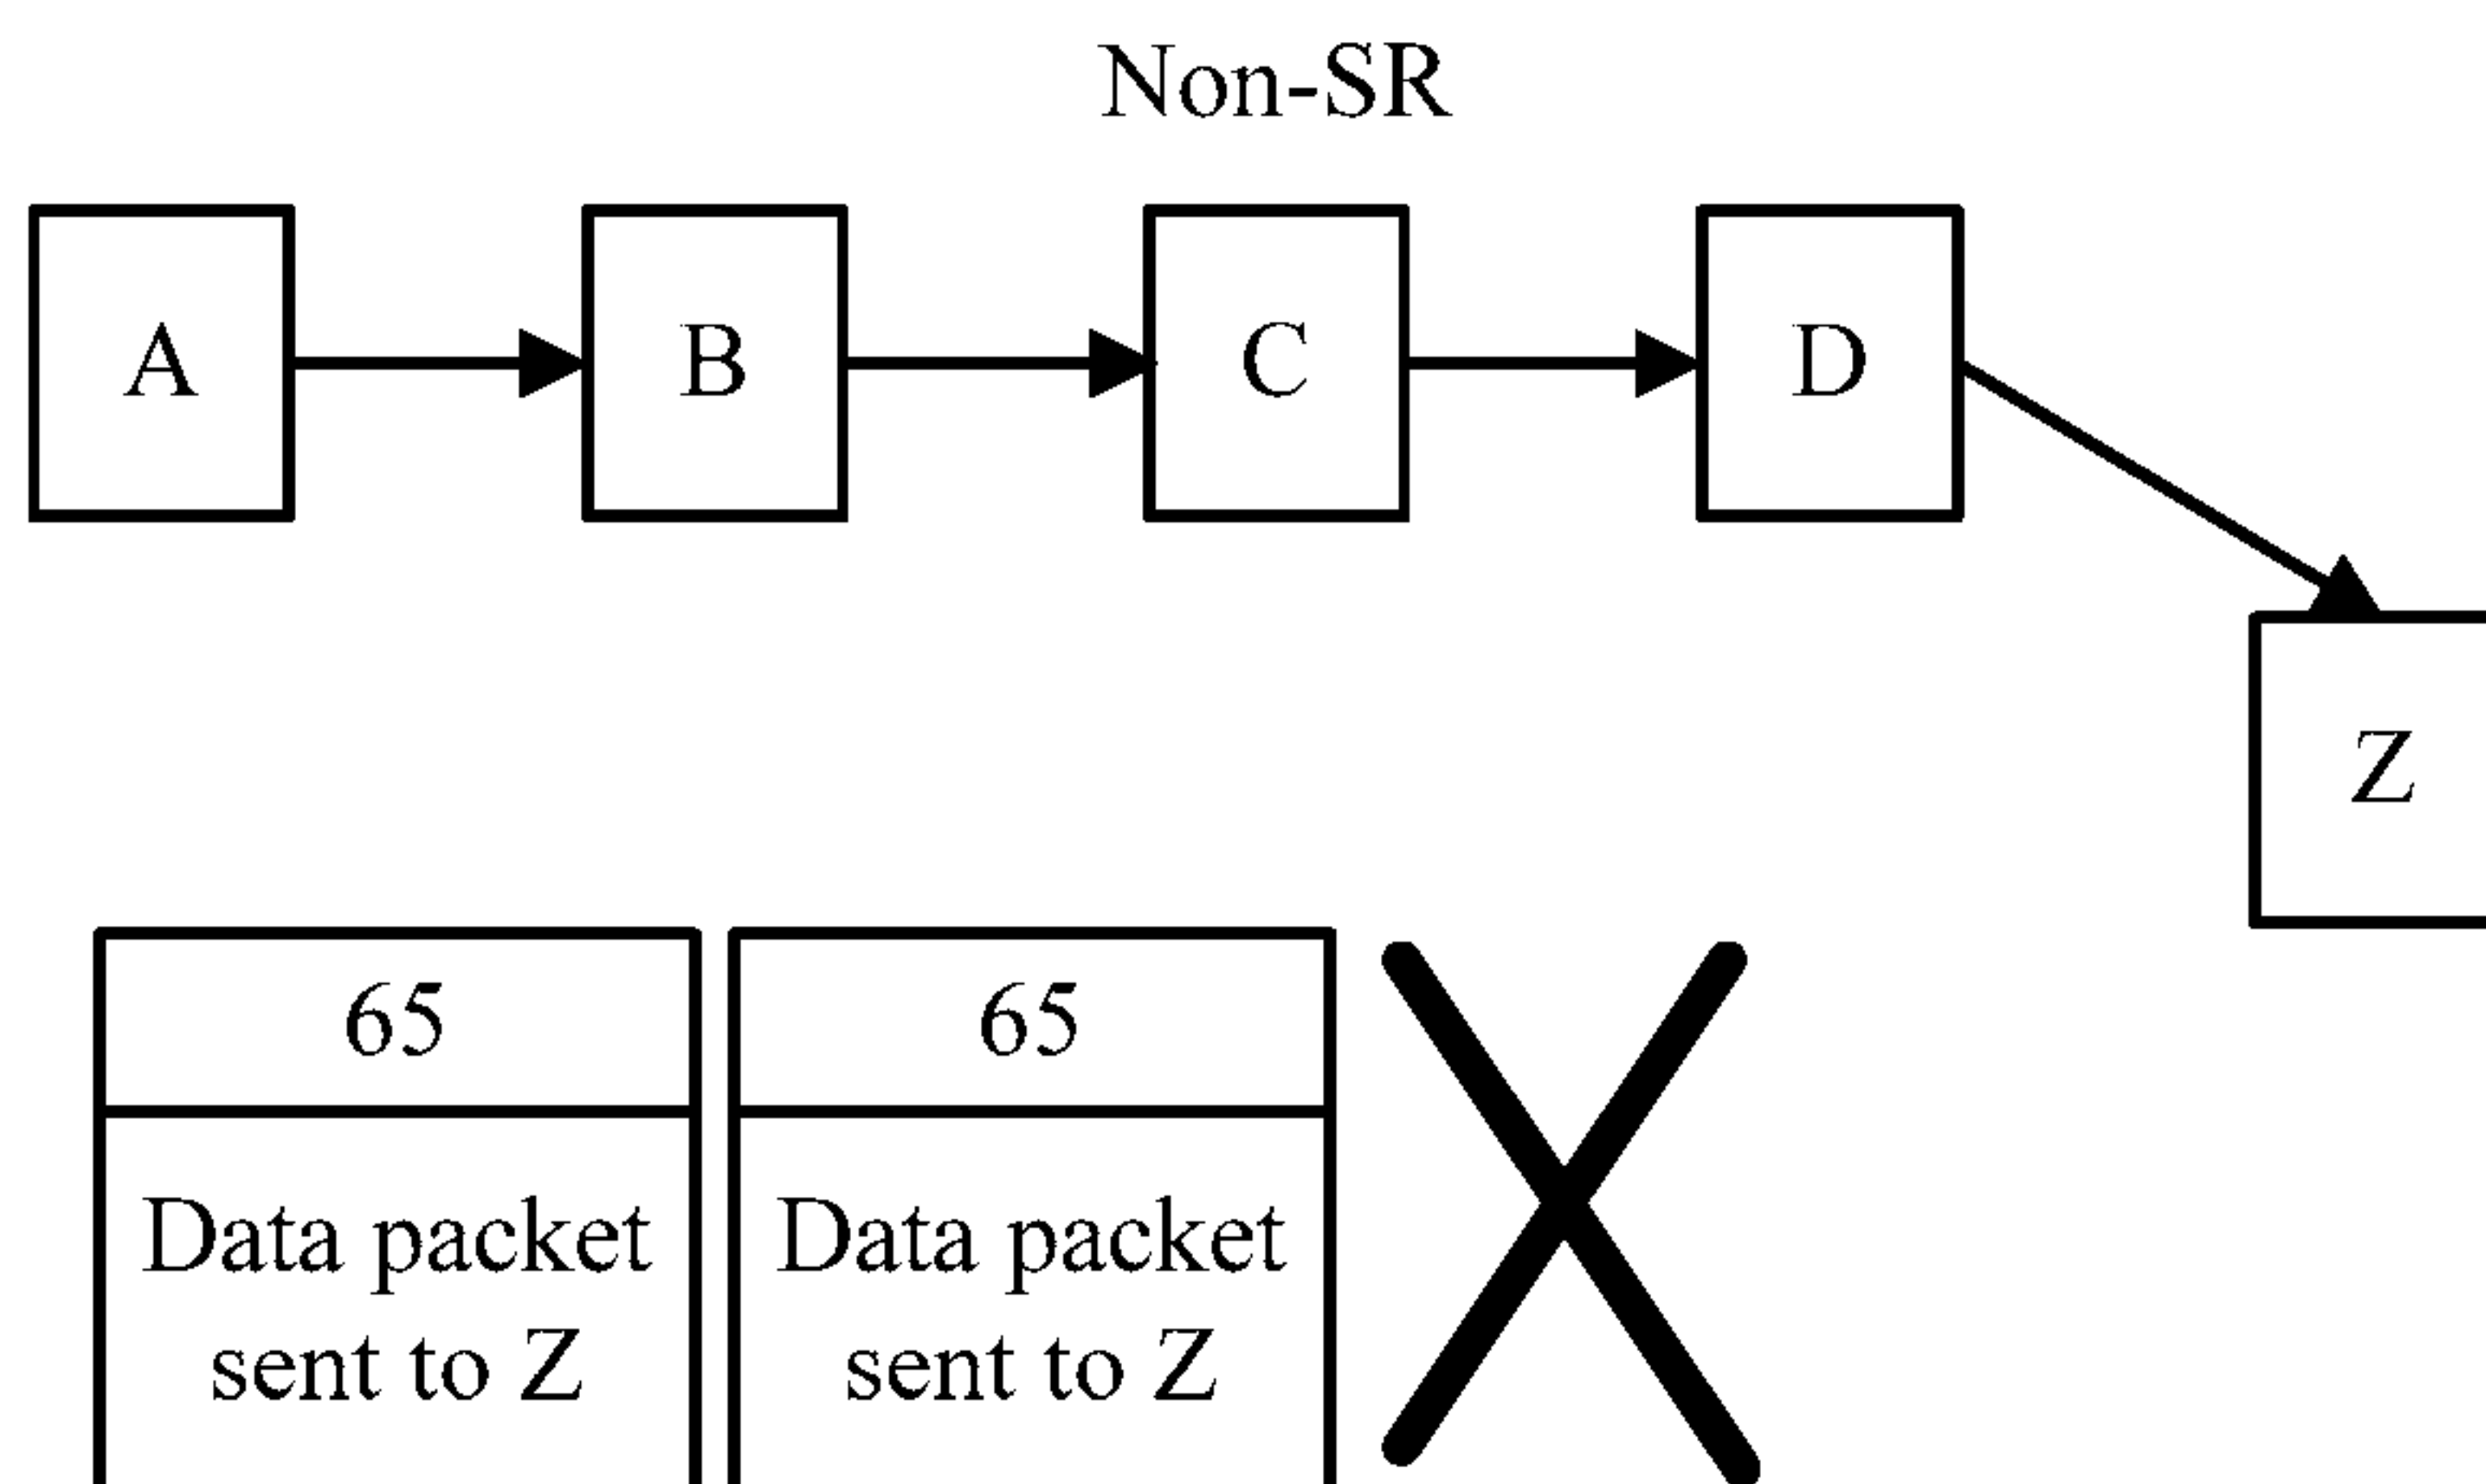 Non-SR
A
B
C
D
Z
65
Data packet
sent to Z
65
Data packet
sent to Z